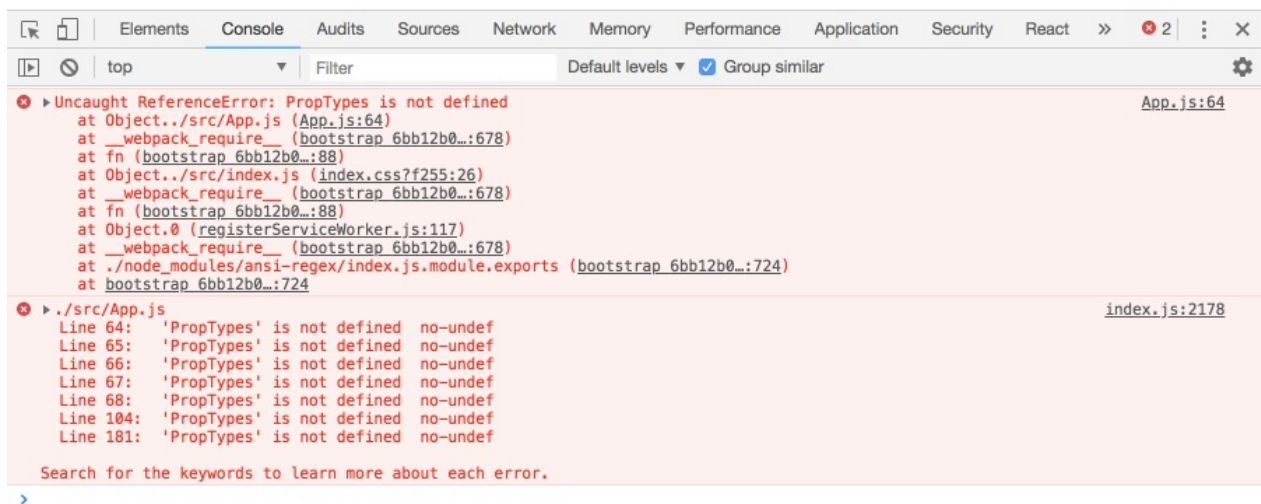 Elements Console Audits Sources Network Memory Performance Application Security React » 2
top Filter Default levels Group similar
Uncaught ReferenceError: PropTypes is not defined App.js:64
at Object../src/App.js (App.js:64)
at __webpack_require__ (bootstrap 6bb12b0…:678)
at fn (bootstrap 6bb12b0…:88)
at Object../src/index.js (index.css?f255:26)
at __webpack_require__ (bootstrap 6bb12b0…:678)
at fn (bootstrap 6bb12b0…:88)
at Object.0 (registerServiceWorker.js:117)
at __webpack_require__ (bootstrap 6bb12b0…:678)
at ./node_modules/ansi-regex/index.js.module.exports (bootstrap 6bb12b0…:724)
at bootstrap 6bb12b0…:724
./src/App.js index.js:2178
Line 64: 'PropTypes' is not defined no-undef
Line 65: 'PropTypes' is not defined no-undef
Line 66: 'PropTypes' is not defined no-undef
Line 67: 'PropTypes' is not defined no-undef
Line 68: 'PropTypes' is not defined no-undef
Line 104: 'PropTypes' is not defined no-undef
Line 181: 'PropTypes' is not defined no-undef
Search for the keywords to learn more about each error.